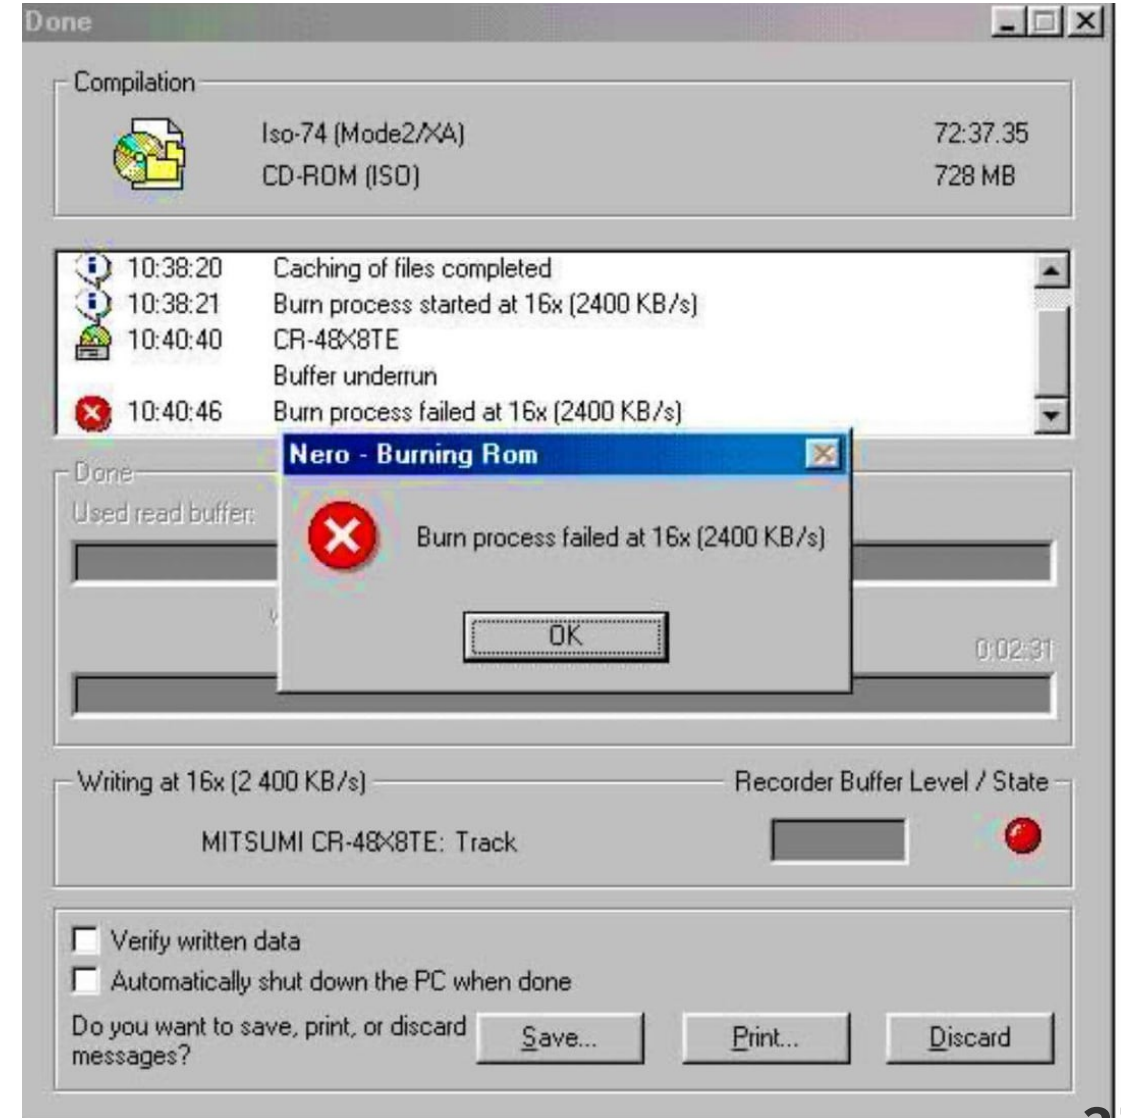 Done
Compilation
Iso-74 (Mode2/XA) 72:37.35
CD-ROM (ISO) 728 MB
10:38:20 Caching of files completed
10:38:21 Burn process started at 16x (2400 KB/s)
10:40:40 CR-48X8TE
Buffer underrun
10:40:46 Burn process failed at 16x (2400 KB/s)
Nero - Burning Rom
Done
Used read buffer:
Burn process failed at 16x (2400 KB/s)
OK
0:02:31
Writing at 16x (2 400 KB/s) Recorder Buffer Level / State
MITSUMI CR-48X8TE: Track
Verify written data
Automatically shut down the PC when done
Do you want to save, print, or discard
messages?
Save... Print... Discard